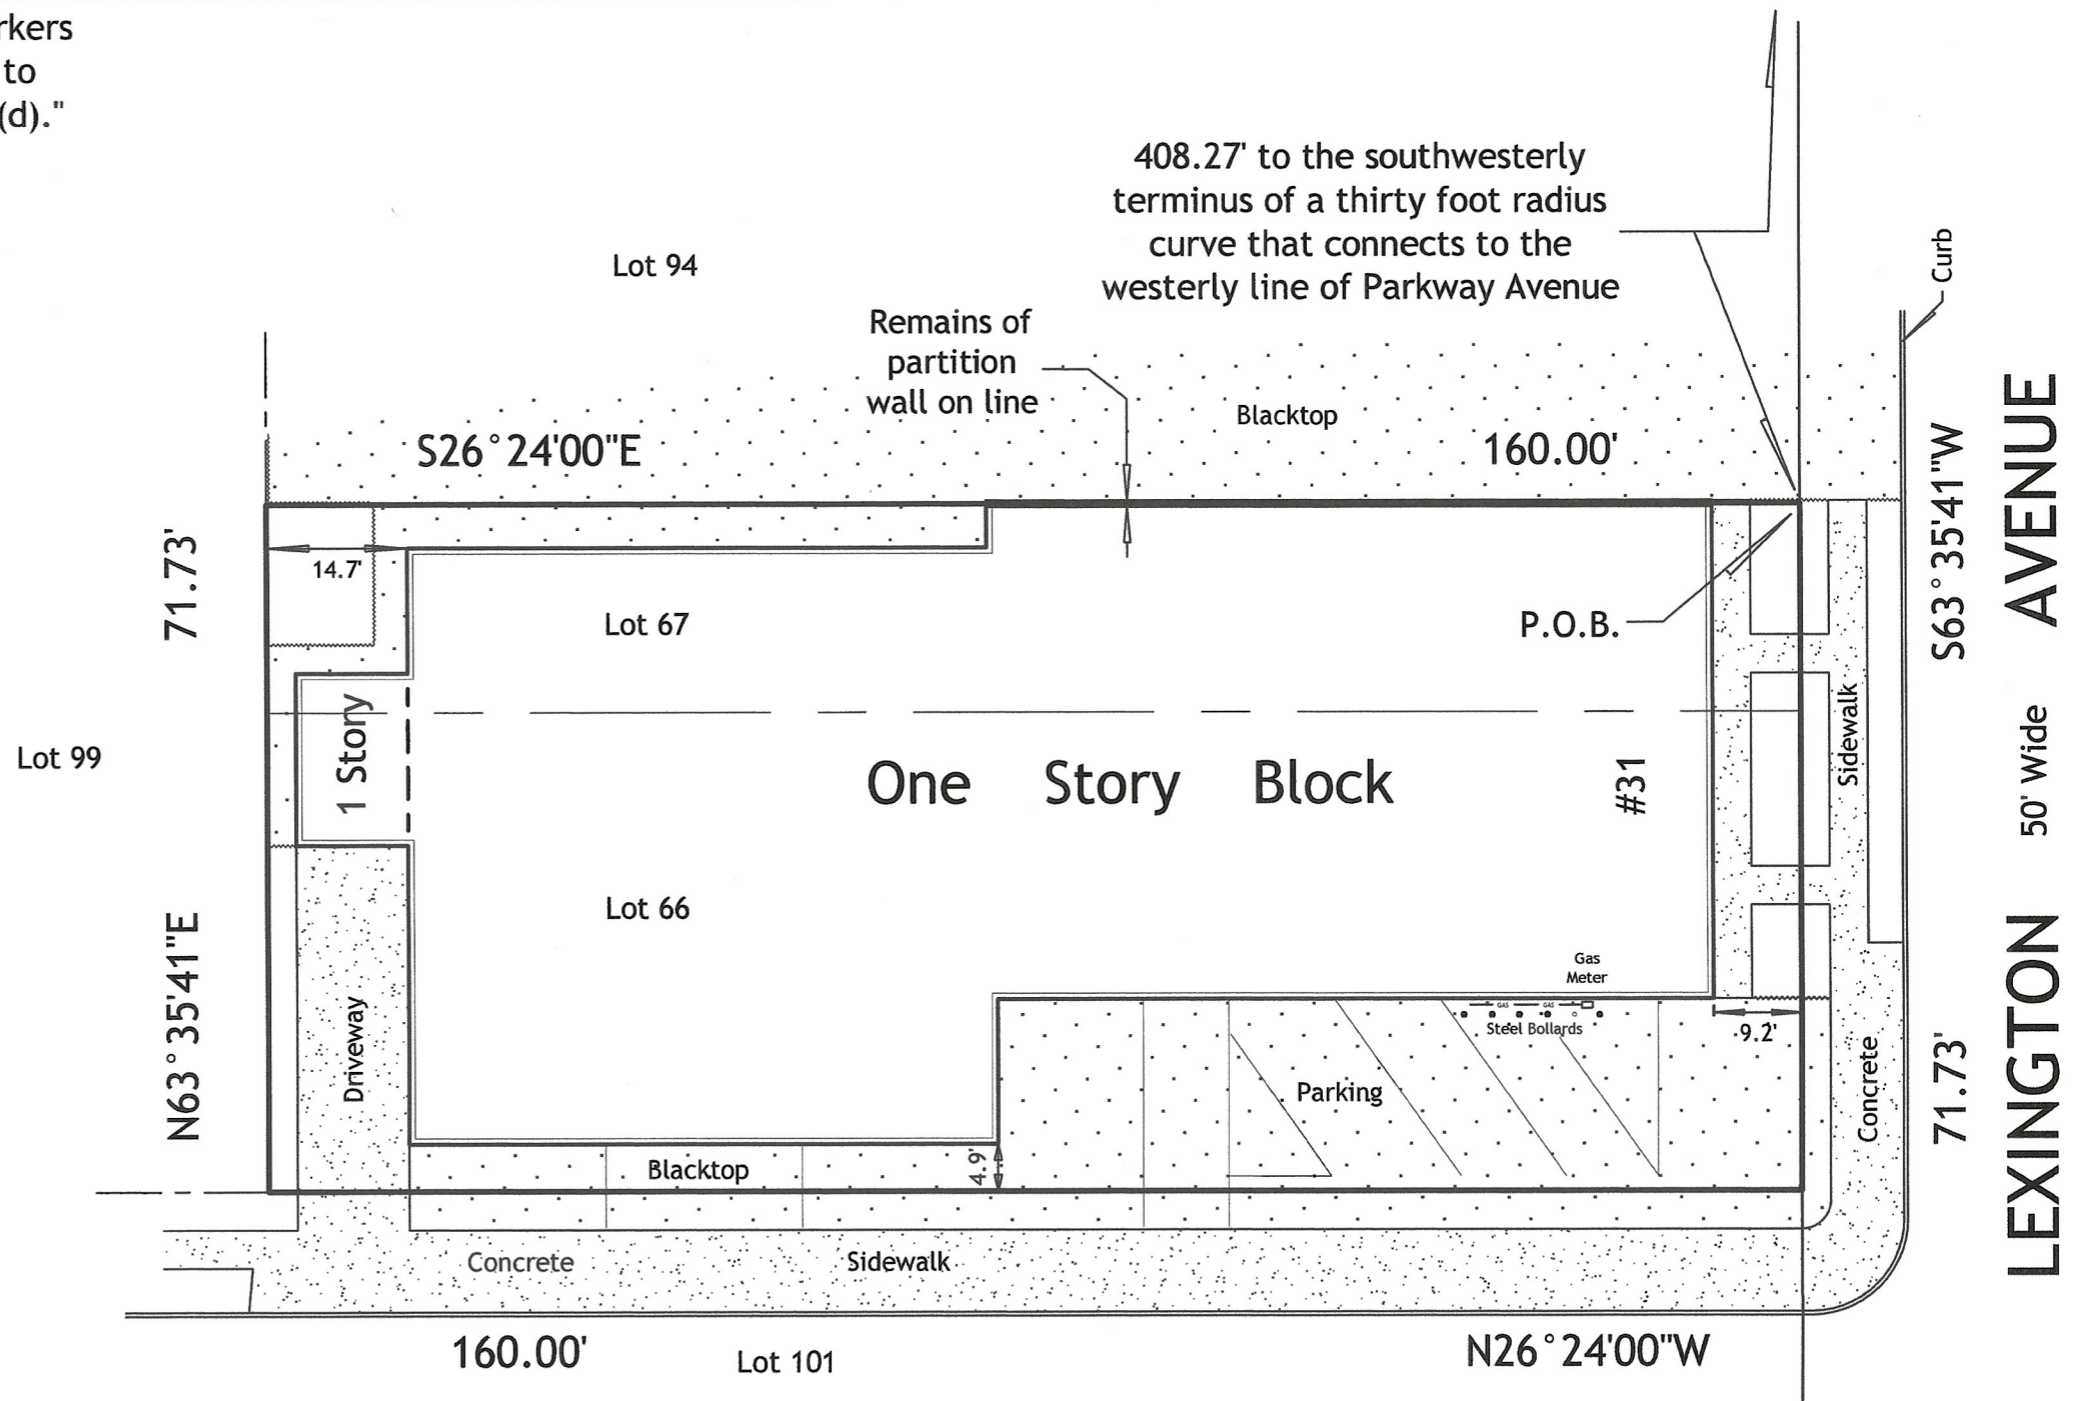 rkers
to
(d)."
408.27' to the southwesterly
terminus of a thirty foot radius
curve that connects to the
westerly line of Parkway Avenue
Curb
Lot 94
Remains of
partition
wall on line
Blacktop
S26°24'00"E
160.00'
71.73'
14.7'
Lot 67
P.O.B.
S63°35'41"W
LEXINGTON AVENUE
50' Wide
Sidewalk
Lot 99
1 Story
One Story Block
#31
Lot 66
Gas
Meter
GAS GAS
Steel Bollards
9.2'
N63°35'41"E
Driveway
Parking
Concrete
71.73'
Blacktop
4.9'
Concrete Sidewalk
160.00'
Lot 101
N26°24'00"W